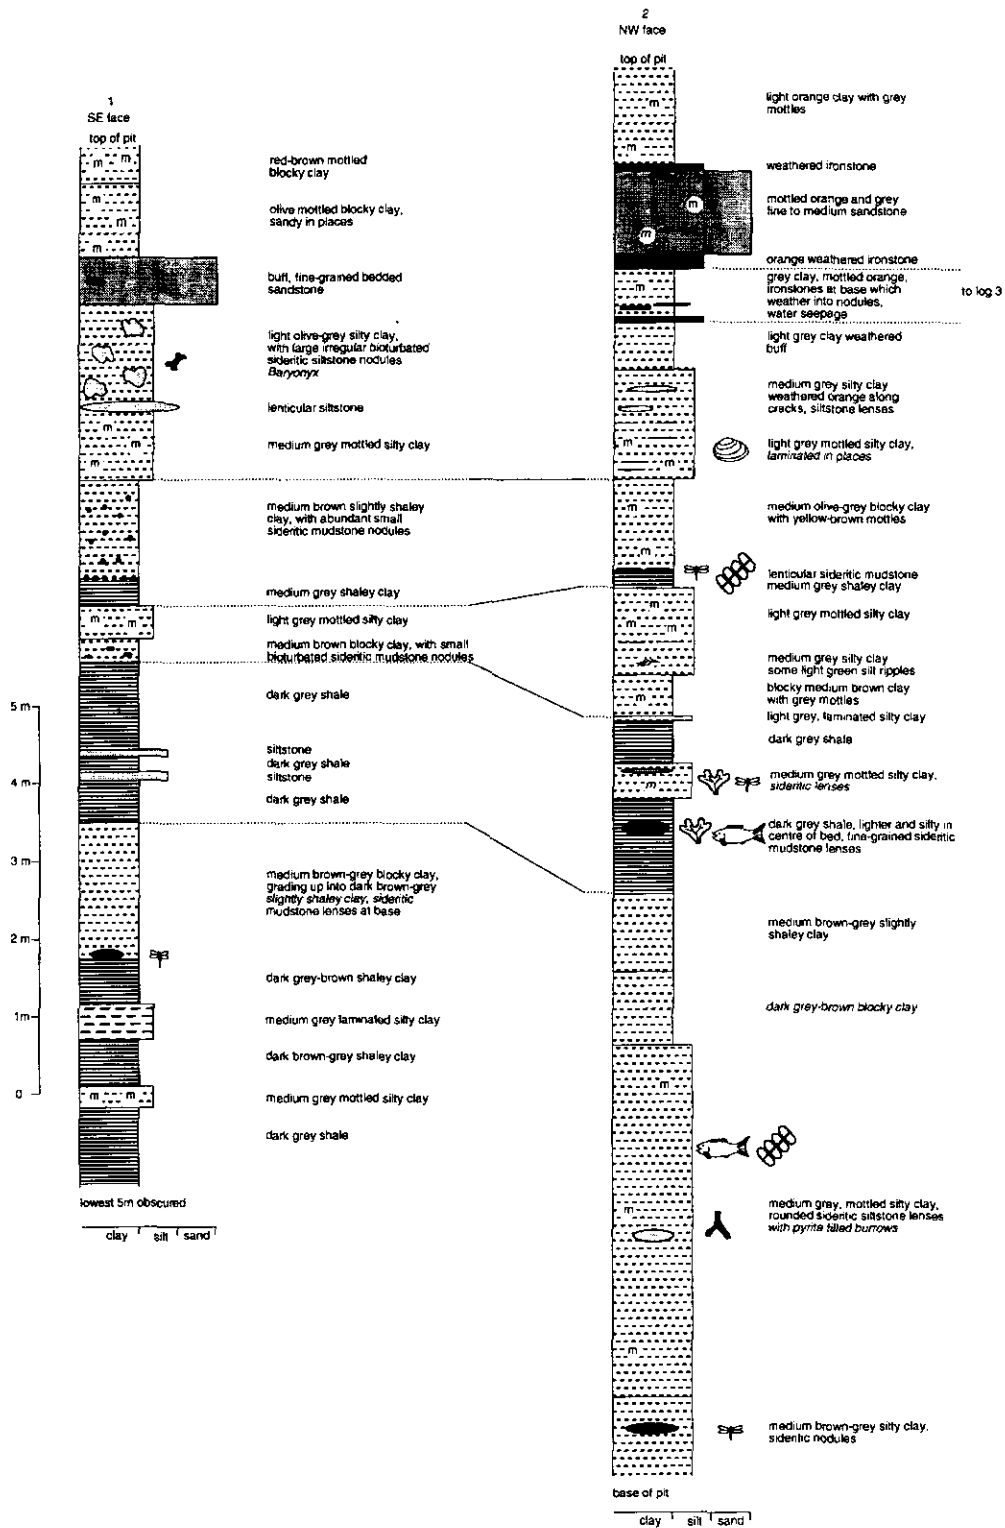 1
SE face
top of pit
m m
red-brown mottled
blocky clay
m
m
m
olive mottled blocky clay,
sandy in places
buff, fine-grained bedded
sandstone
light olive-grey silty clay,
with large irregular bioturbated
sideritic siltstone nodules
Baryonyx
lenticular siltstone
m
m
m
medium grey mottled silty clay
medium brown slightly shaley
clay, with abundant small
sideritic mudstone nodules
medium grey shaley clay
m m
light grey mottled silty clay
medium brown blocky clay, with small
bioturbated sideritic mudstone nodules
dark grey shale
siltstone
dark grey shale
siltstone
dark grey shale
medium brown-grey blocky clay,
grading up into dark brown-grey
slightly shaley clay, sideritic
mudstone lenses at base
dark grey-brown shaley clay
medium grey laminated silty clay
dark brown-grey shaley clay
m m
medium grey mottled silty clay
dark grey shale
lowest 5m obscured
clay silt sand
5 m
4 m
3 m
2 m
1m
0
2
NW face
top of pit
m
m
light orange clay with grey
mottles
weathered ironstone
m
m
mottled orange and grey
fine to medium sandstone
orange weathered ironstone
m
grey clay, mottled orange,
ironstones at base which
weather into nodules,
water seepage
to log 3
light grey clay weathered
buff
medium grey silty clay
weathered orange along
cracks, siltstone lenses
m
m
light grey mottled silty clay,
laminated in places
m
m
medium olive-grey blocky clay
with yellow-brown mottles
lenticular sideritic mudstone
medium grey shaley clay
m
m m
light grey mottled silty clay
medium grey silty clay
some light green silt ripples
m
blocky medium brown clay
with grey mottles
light grey, laminated silty clay
dark grey shale
m
medium grey mottled silty clay,
sideritic lenses
dark grey shale, lighter and silty in
centre of bed, fine-grained sideritic
mudstone lenses
medium brown-grey slightly
shaley clay
dark grey-brown blocky clay
m
m
medium gray, mottled silty clay,
rounded sideritic siltstone lenses
with pyrite filled burrows
m
medium brown-grey silty clay,
sideritic nodules
base of pit
clay silt sand